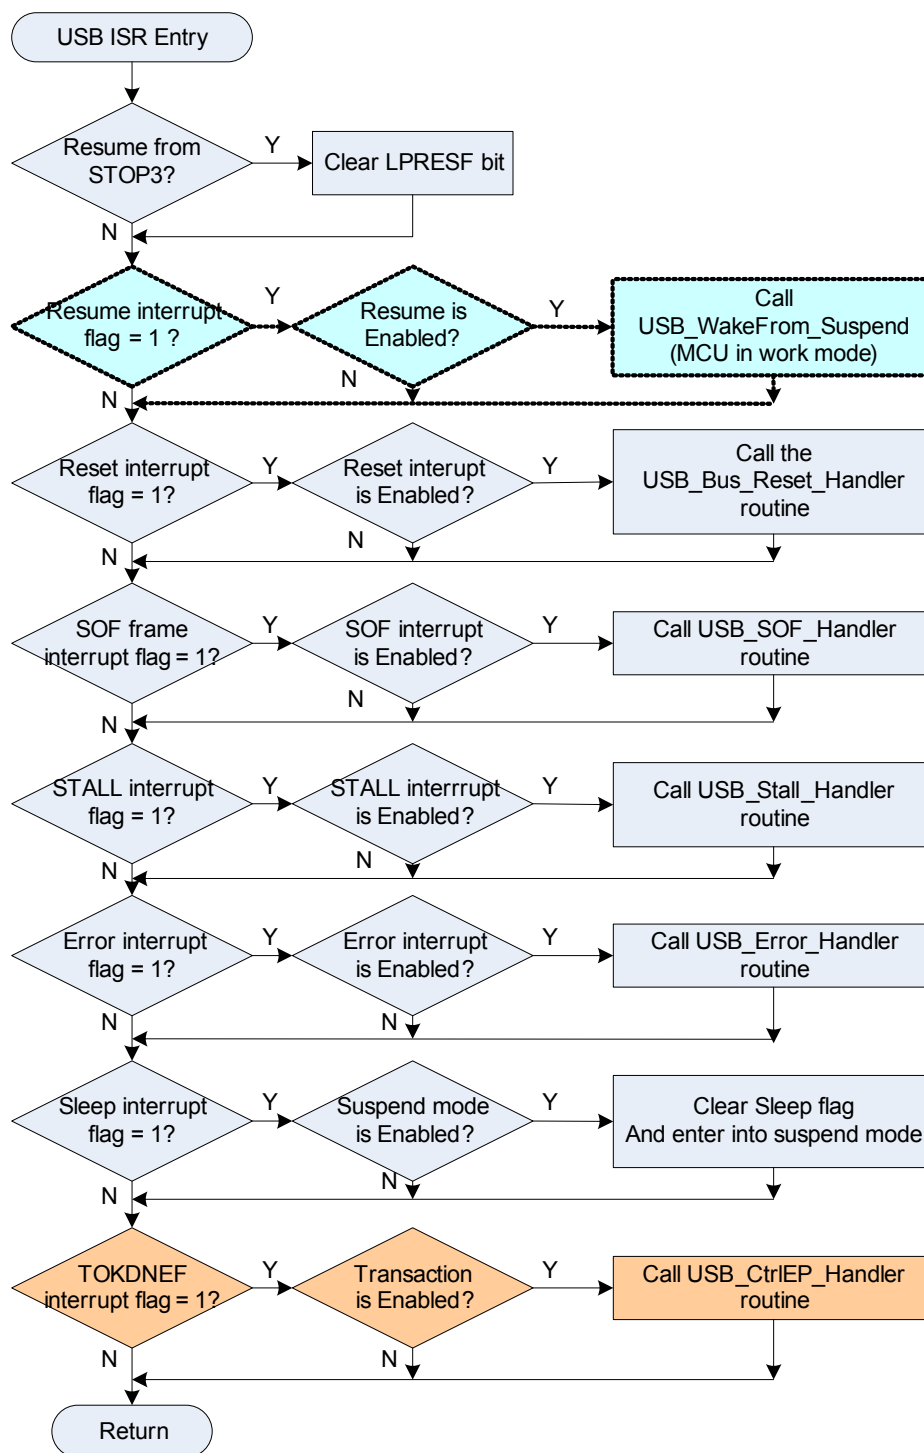 USB ISR Entry
Resume from
STOP3?
Y
Clear LPRESF bit
N
Resume interrupt
flag = 1 ?
Y
Resume is
Enabled?
Y
Call
USB_WakeFrom_Suspend
(MCU in work mode)
N
N
Reset interrupt
flag = 1?
Y
Reset interupt
is Enabled?
Y
Call the
USB_Bus_Reset_Handler
routine
N
N
SOF frame
interrupt flag = 1?
Y
SOF interrupt
is Enabled?
Y
Call USB_SOF_Handler
routine
N
N
STALL interrupt
flag = 1?
Y
STALL interrrupt
is Enabled?
Y
Call USB_Stall_Handler
routine
N
N
Error interrupt
flag = 1?
Y
Error interrupt
is Enabled?
Y
Call USB_Error_Handler
routine
N
N
Sleep interrupt
flag = 1?
Y
Suspend mode
is Enabled?
Y
Clear Sleep flag
And enter into suspend mode
N
N
TOKDNEF
interrupt flag = 1?
Y
Transaction
is Enabled?
Y
Call USB_CtrlEP_Handler
routine
N
N
Return